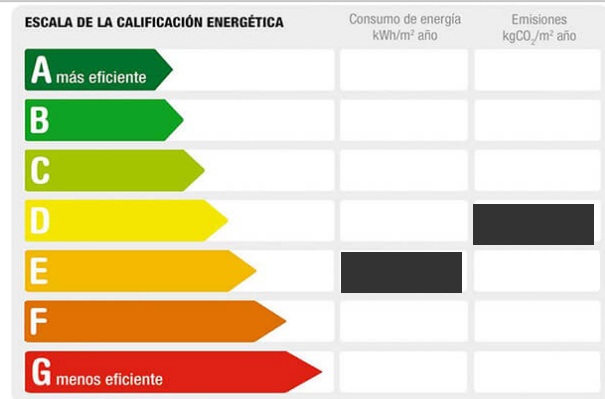 ESCALA DE LA CALIFICACIÓN ENERGÉTICA
Consumo de energía
kWh/m² año
Emisiones
kgCO₂/m² año
A más eficiente
B
C
D
E
F
G menos eficiente